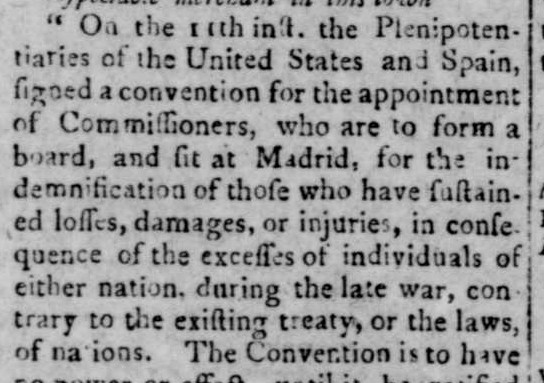 " On the 11th inſt. the Plenipoten-
tiaries of the United States and Spain,
ſigned a convention for the appointment
of Commiſſioners, who are to form a
board, and ſit at Madrid, for the in-
demnification of thoſe who have ſuſtain-
ed loſſes, damages, or injuries, in conſe-
quence of the exceſſes of individuals of
either nation, during the late war, con-
trary to the exiſting treaty, or the laws,
of nations. The Convention is to have